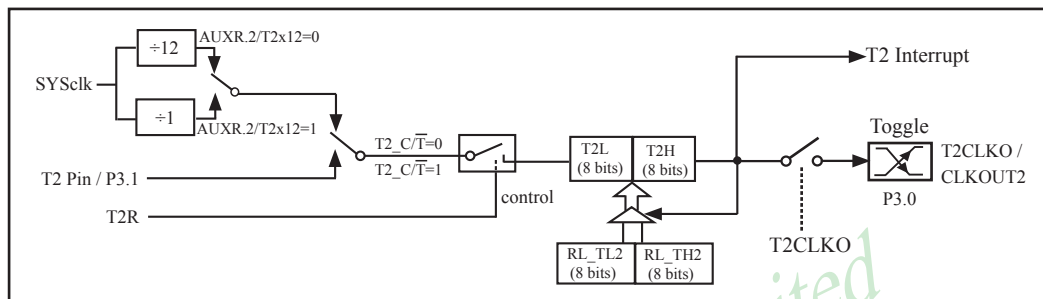 ÷12
AUXR.2/T2x12=0
SYSclk
÷1
AUXR.2/T2x12=1
T2 Pin / P3.1
T2R
T2_C/T̅=0
T2_C/T̅=1
control
T2L
(8 bits)
T2H
(8 bits)
RL_TL2
(8 bits)
RL_TH2
(8 bits)
T2 Interrupt
Toggle
T2CLKO /
CLKOUT2
P3.0
T2CLKO
ited